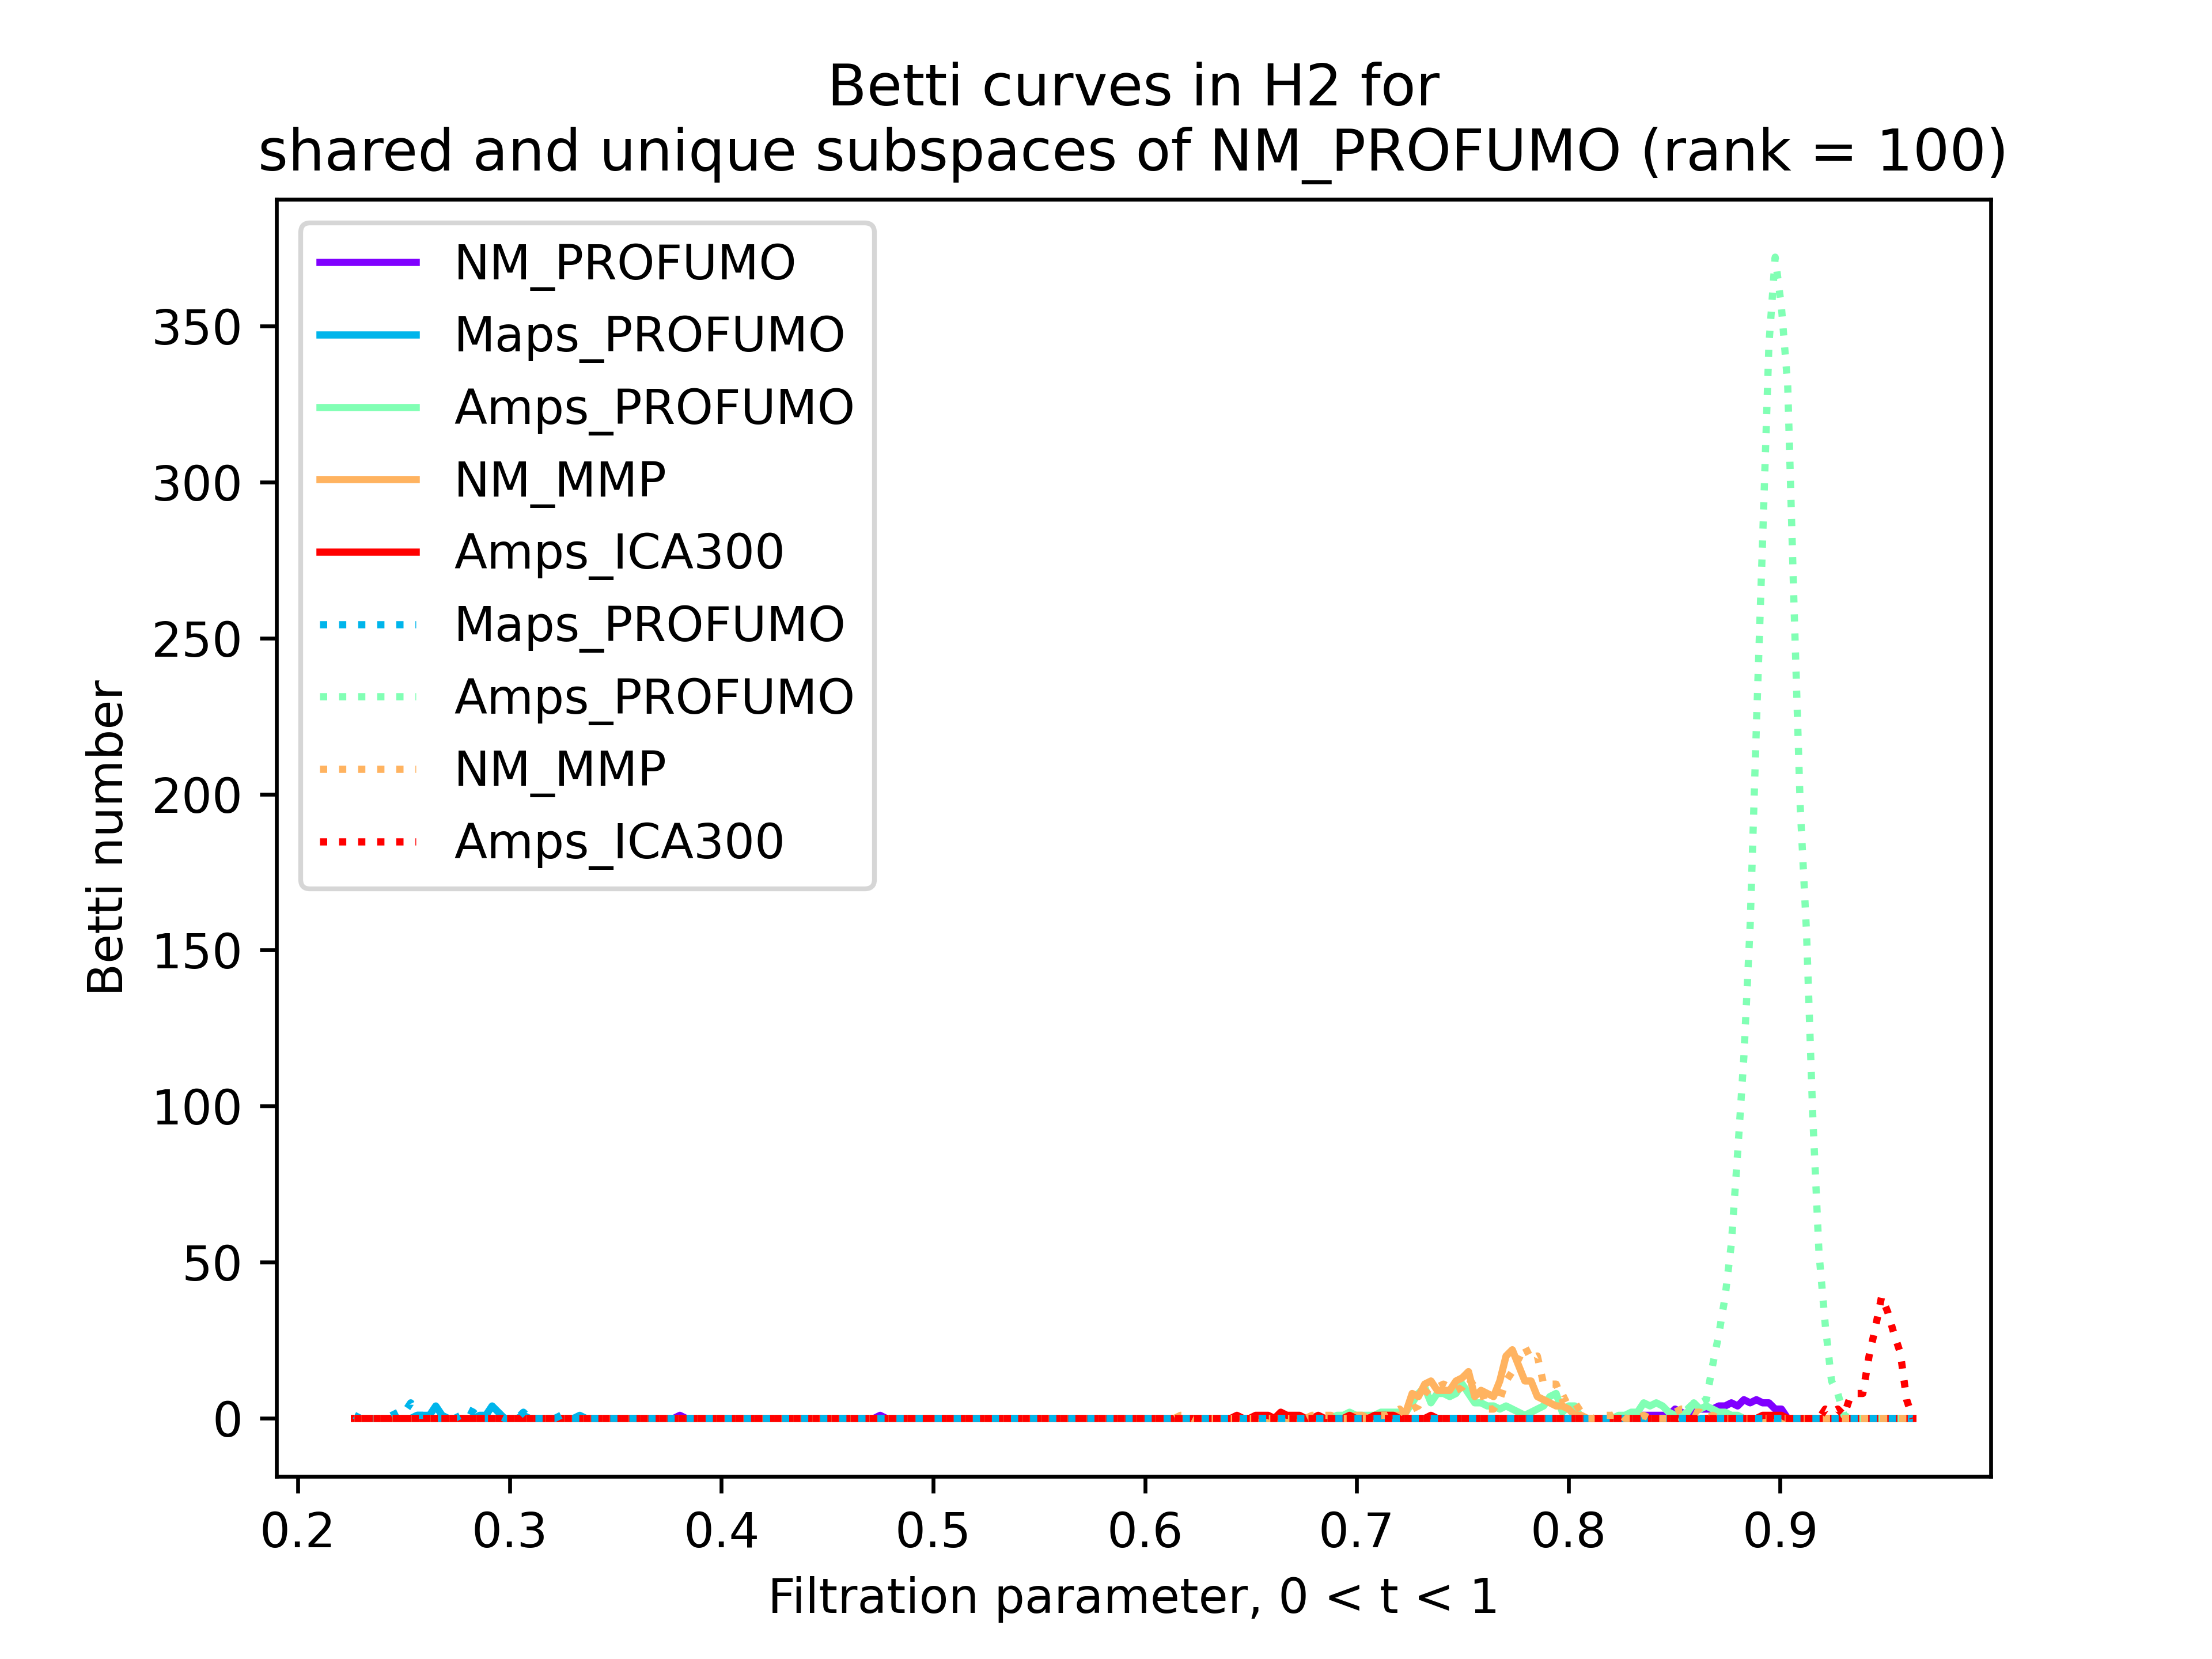 Betti curves in H2 for
shared and unique subspaces of NM_PROFUMO (rank = 100)
NM_PROFUMO
Maps_PROFUMO
Amps_PROFUMO
NM_MMP
Amps_ICA300
Maps_PROFUMO
Amps_PROFUMO
NM_MMP
Amps_ICA300
Betti number
350
300
250
200
150
100
50
0
0.2 0.3 0.4 0.5 0.6 0.7 0.8 0.9
Filtration parameter, 0 < t < 1